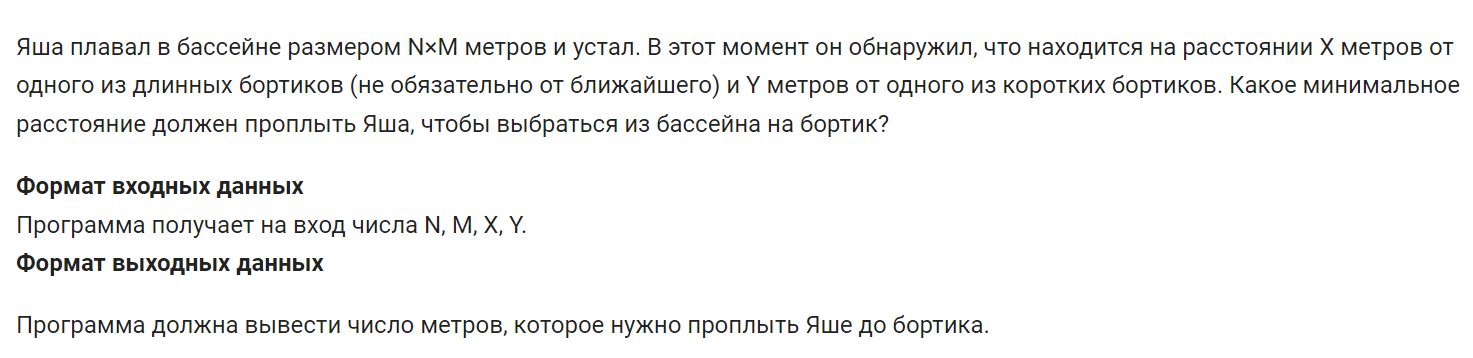 Яша плавал в бассейне размером N×M метров и устал. В этот момент он обнаружил, что находится на расстоянии X метров от
одного из длинных бортиков (не обязательно от ближайшего) и Y метров от одного из коротких бортиков. Какое минимальное
расстояние должен проплыть Яша, чтобы выбраться из бассейна на бортик?
Формат входных данных
Программа получает на вход числа N, M, X, Y.
Формат выходных данных
Программа должна вывести число метров, которое нужно проплыть Яше до бортика.